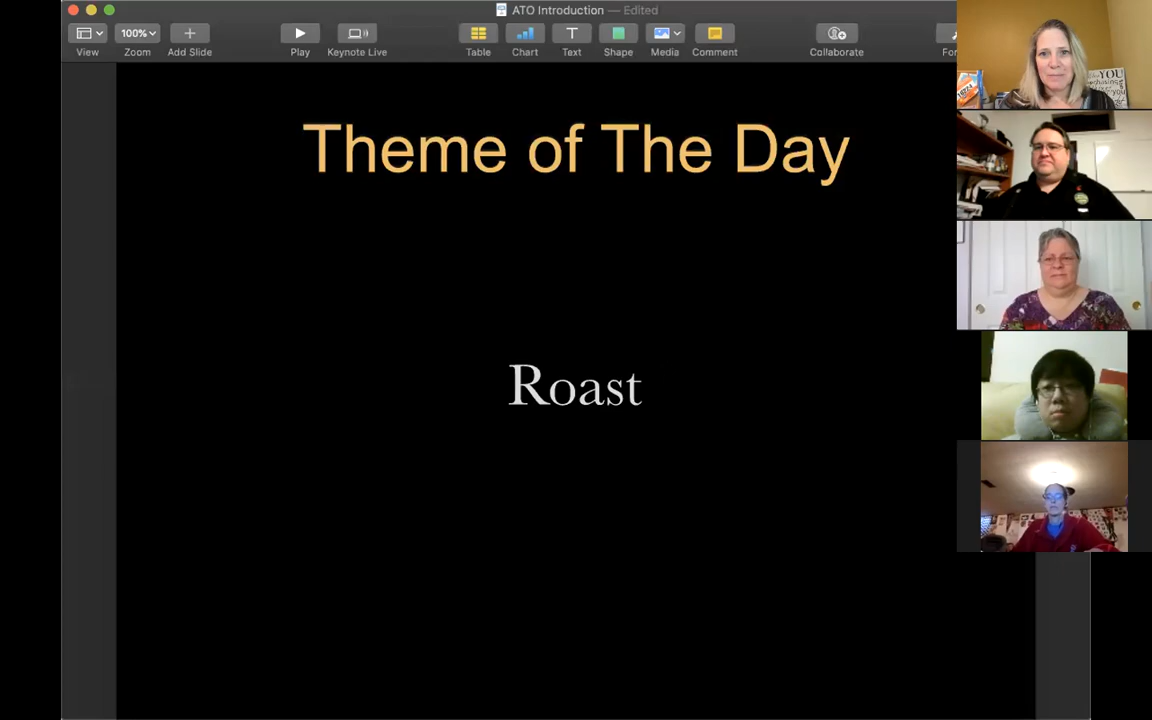 ATO Introduction — Edited
100%
View
Zoom
Add Slide
Play
Keynote Live
Table
Chart
Text
Shape
Media
Comment
Collaborate
Theme of The Day
Roast
YOU